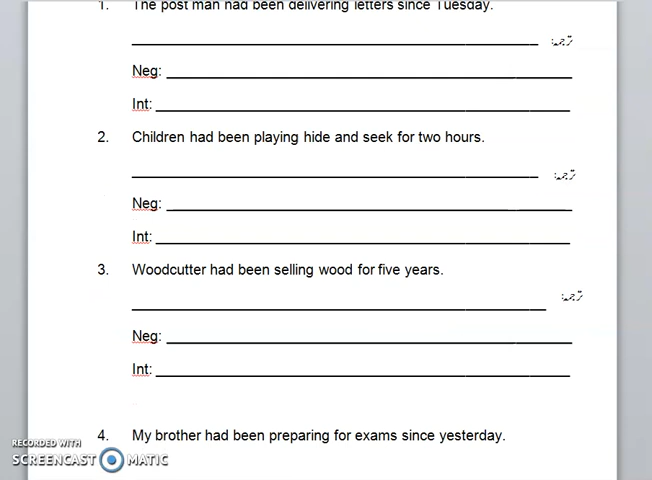 1. The post man had been delivering letters since Tuesday.
ترجمہ:
Neg:
Int:
2. Children had been playing hide and seek for two hours.
ترجمہ:
Neg:
Int:
3. Woodcutter had been selling wood for five years.
ترجمہ:
Neg:
Int:
4. My brother had been preparing for exams since yesterday.
RECORDED WITH
SCREENCAST MATIC